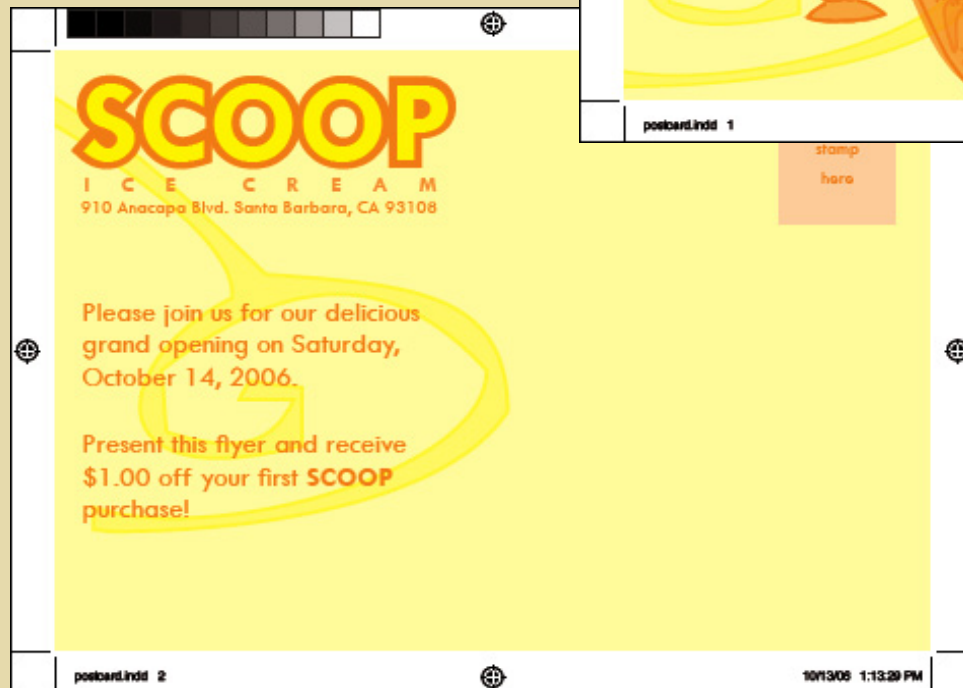 SCOOP
ICE CREAM
910 Anacapa Blvd. Santa Barbara, CA 93108
postcard.indd 1
stamp
here
Please join us for our delicious
grand opening on Saturday,
October 14, 2006.
Present this flyer and receive
$1.00 off your first SCOOP
purchase!
postcard.indd 2
10/13/06 1:13:29 PM